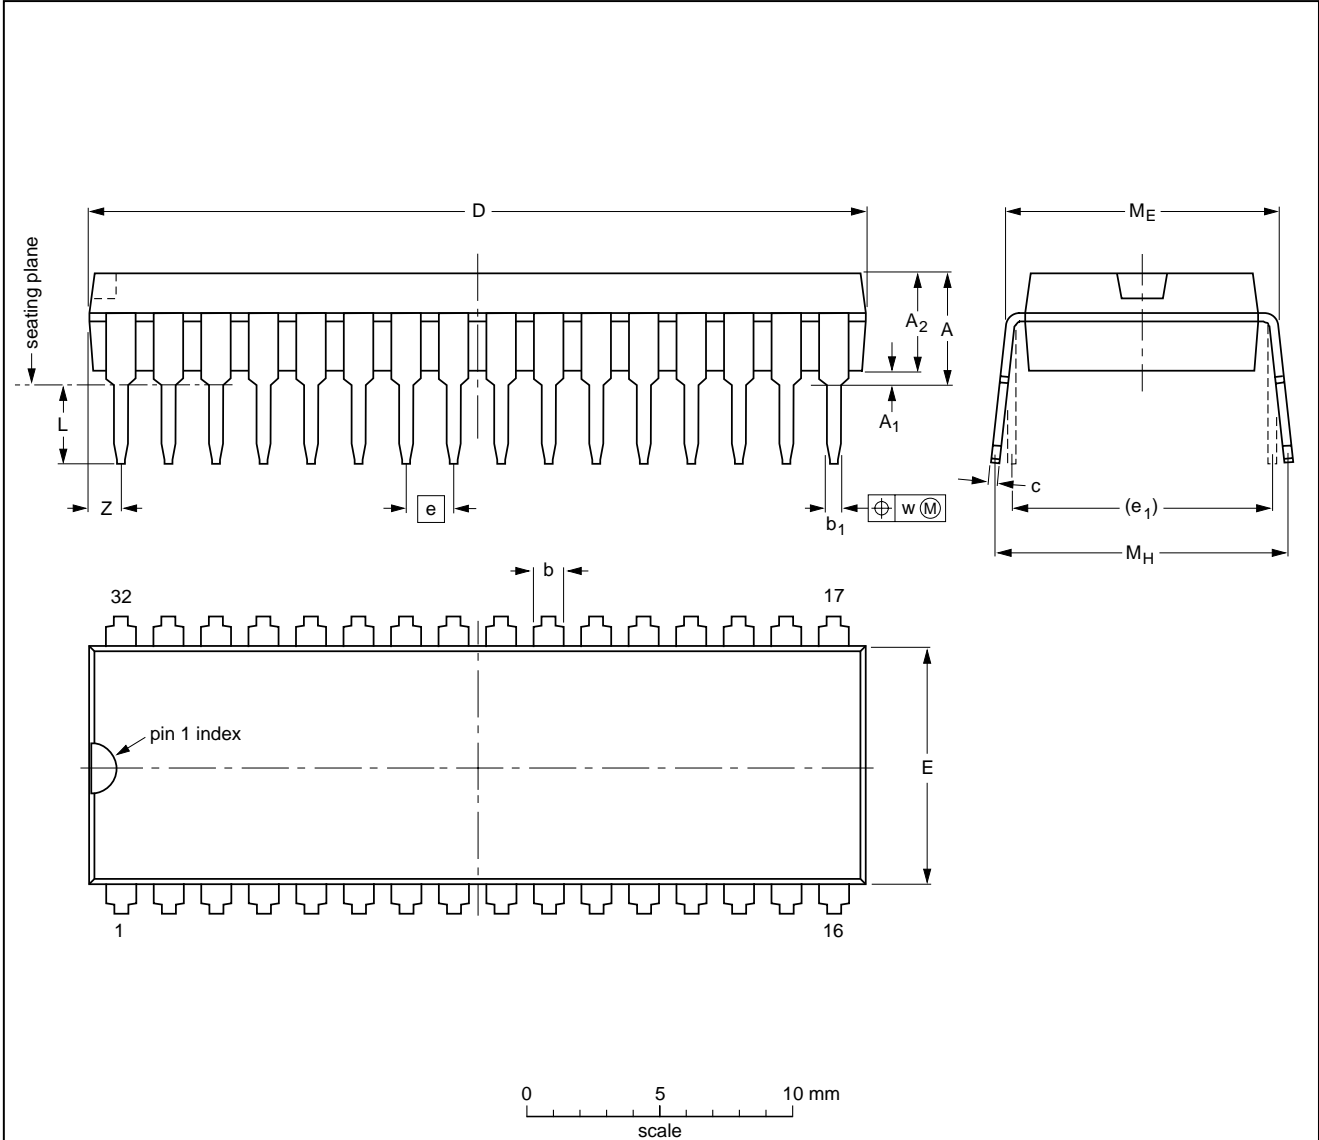 D
M_E
seating plane
A_2
A
L
A_1
Z
e
b_1
w M
c
(e_1)
M_H
b
32
17
pin 1 index
E
1
16
0
5
10 mm
scale